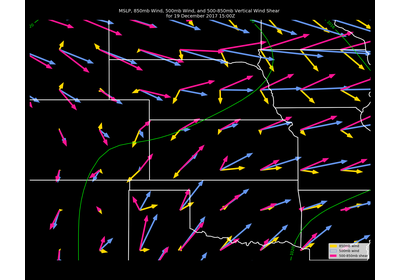 MSLP, 850mb Wind, 500mb Wind, and 500-850mb Vertical Wind Shear
for 19 December 2017 15:00Z
850mb wind
500mb wind
500-850mb shear